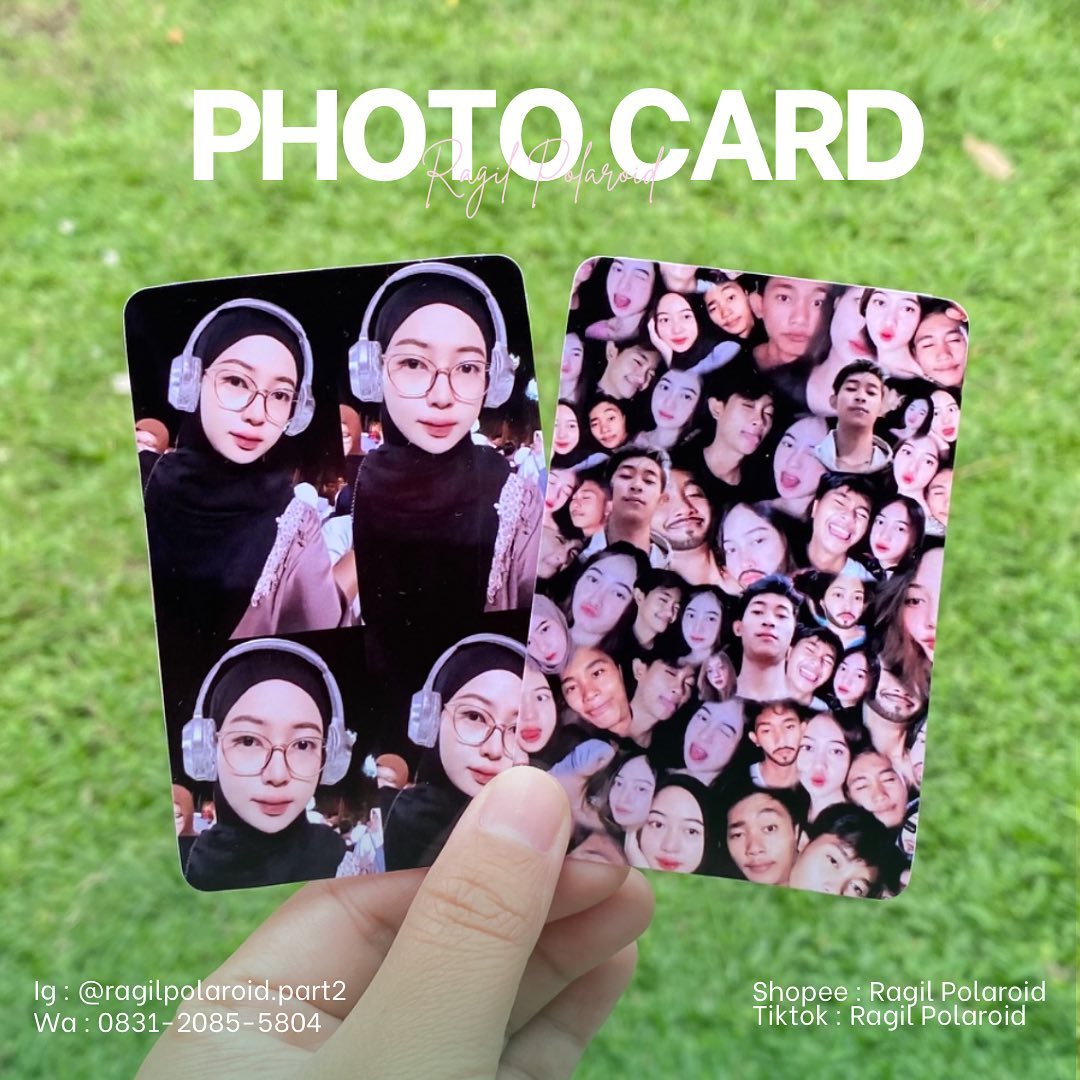 PHOTO CARD
Ragil Polaroid
Ig : @ragilpolaroid.part2
Wa : 0831-2085-5804
Shopee : Ragil Polaroid
Tiktok : Ragil Polaroid